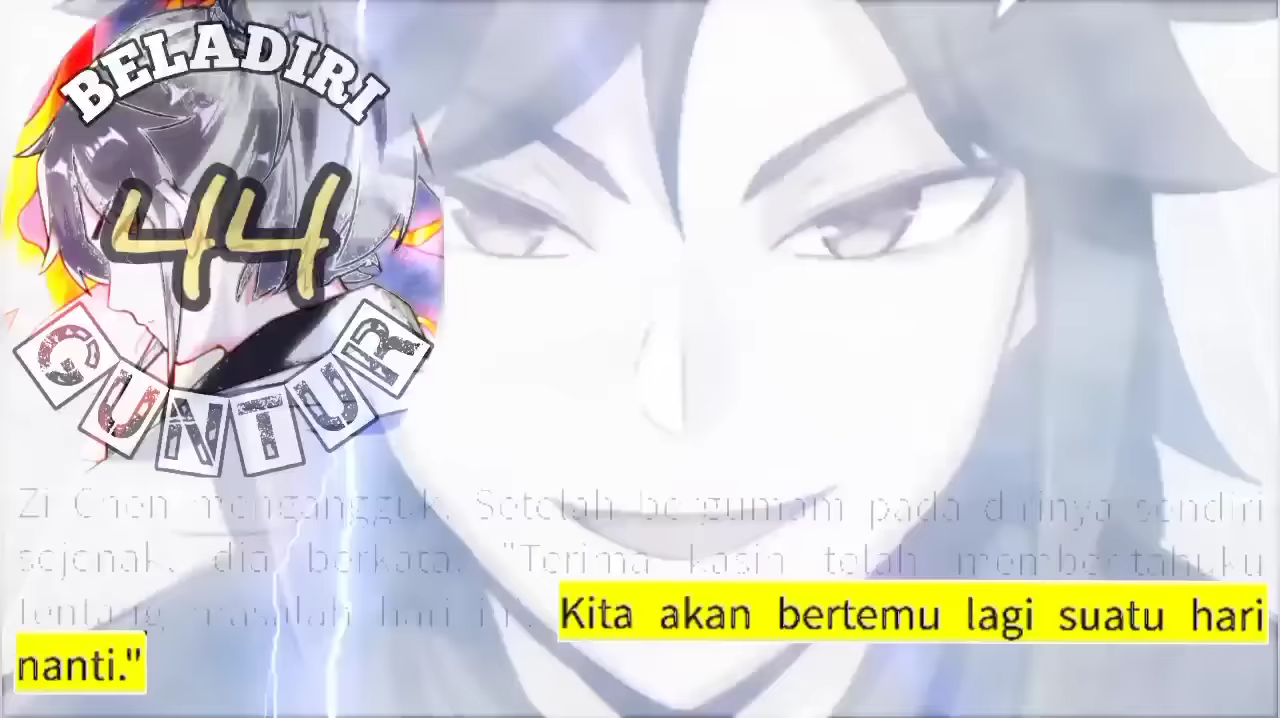 BELADIRI
44
GUNTUR
Zi Chen mengangguk. Setelah bergumam pada dirinya sendiri
sejenak, dia berkata, "Terima kasih telah membertahuku
tentang masalah hari ini. Kita akan bertemu lagi suatu hari
nanti."